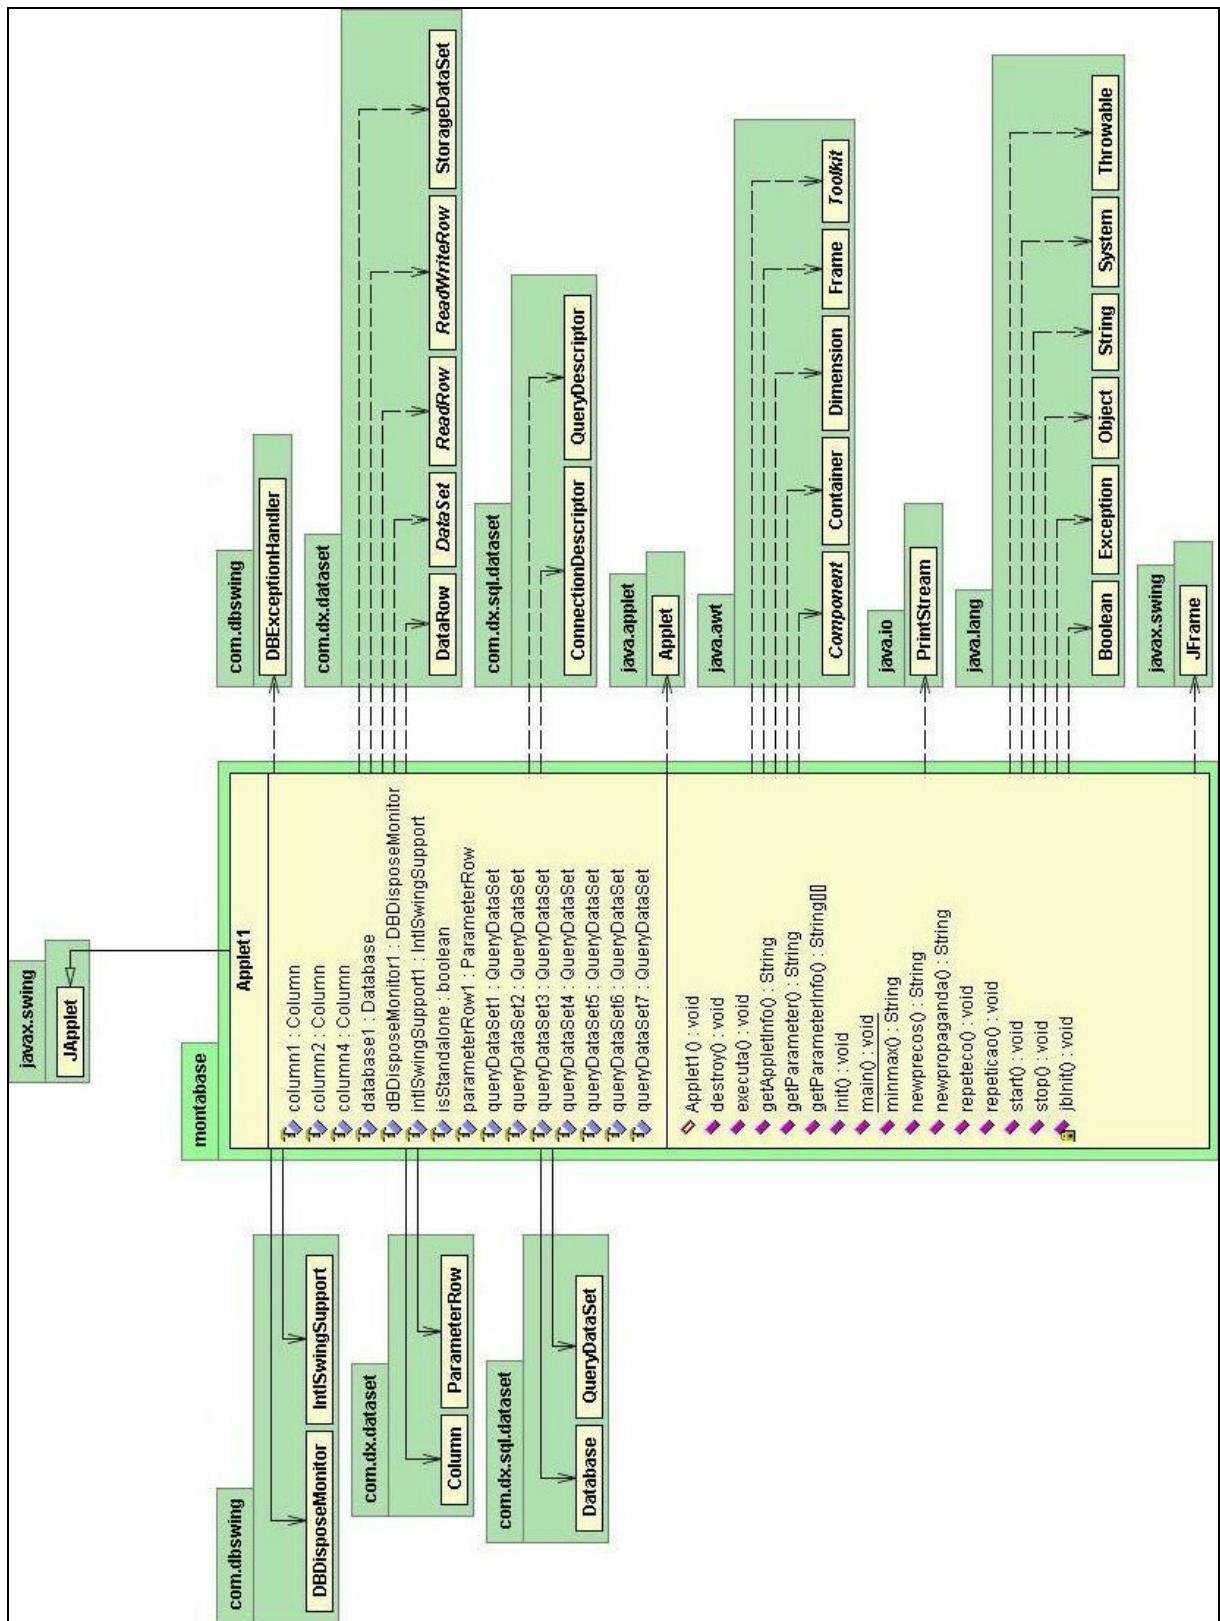 javax.swing
JApplet
montabase
Applet1
column1 : Column
column2 : Column
column4 : Column
database1 : Database
dBDisposeMonitor1 : DBDisposeMonitor
intlSwingSupport1 : IntlSwingSupport
isStandalone : boolean
parameterRow1 : ParameterRow
queryDataSet1 : QueryDataSet
queryDataSet2 : QueryDataSet
queryDataSet3 : QueryDataSet
queryDataSet4 : QueryDataSet
queryDataSet5 : QueryDataSet
queryDataSet6 : QueryDataSet
queryDataSet7 : QueryDataSet
Applet1() : void
destroy() : void
executa() : void
getAppletInfo() : String
getParameter() : String
getParameterInfo() : String[][]
init() : void
main() : void
minmax() : String
newprecos() : String
newpropaganda() : String
repeteco() : void
repeticao() : void
start() : void
stop() : void
jbInit() : void
com.dbswing
DBDisposeMonitor
IntlSwingSupport
com.dx.dataset
Column
ParameterRow
com.dx.sql.dataset
Database
QueryDataSet
com.dbswing
DBExceptionHandler
com.dx.dataset
DataRow
DataSet
ReadRow
ReadWriteRow
StorageDataSet
com.dx.sql.dataset
ConnectionDescriptor
QueryDescriptor
java.applet
Applet
java.awt
Component
Container
Dimension
Frame
Toolkit
java.io
PrintStream
java.lang
Boolean
Exception
Object
String
System
Throwable
javax.swing
JFrame